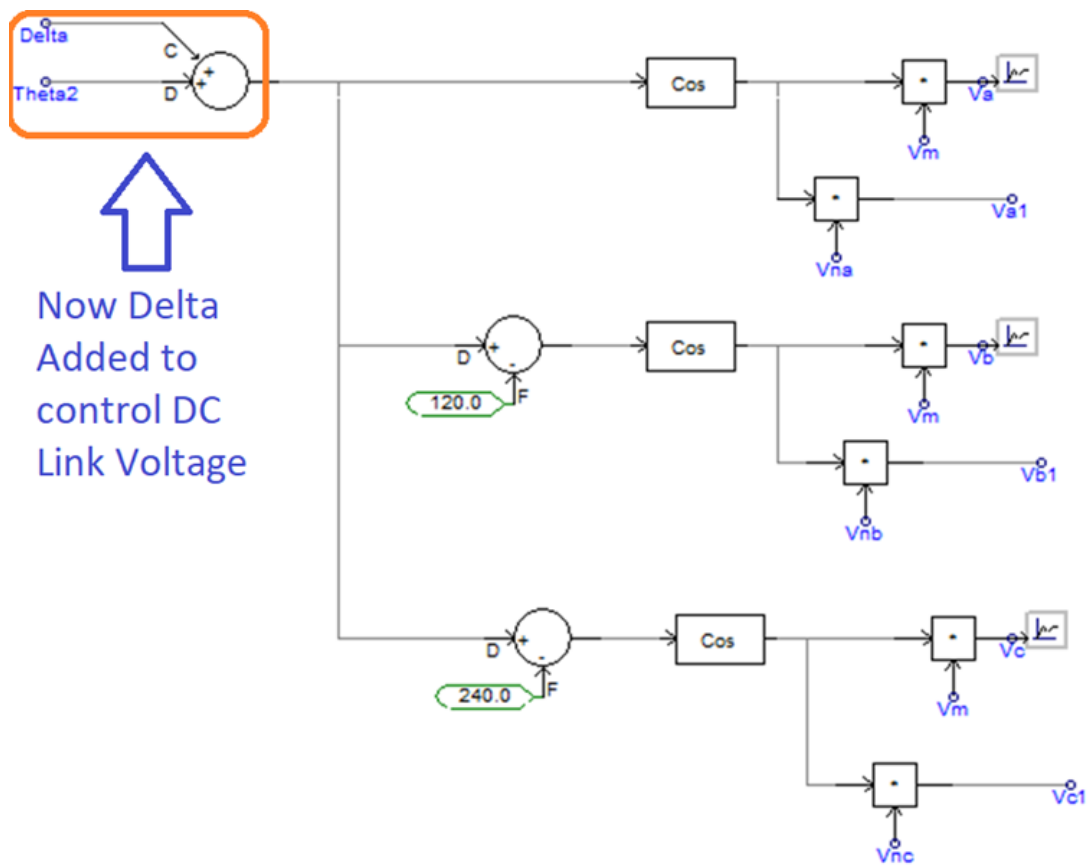 Delta
C
+
+
Theta2
D
Cos
*
Va
Vm
*
Va1
Vna
Now Delta
Added to
control DC
Link Voltage
D
+
-
F
120.0
Cos
*
Vb
Vm
*
Vb1
Vnb
D
+
-
F
240.0
Cos
*
Vc
Vm
*
Vc1
Vnc